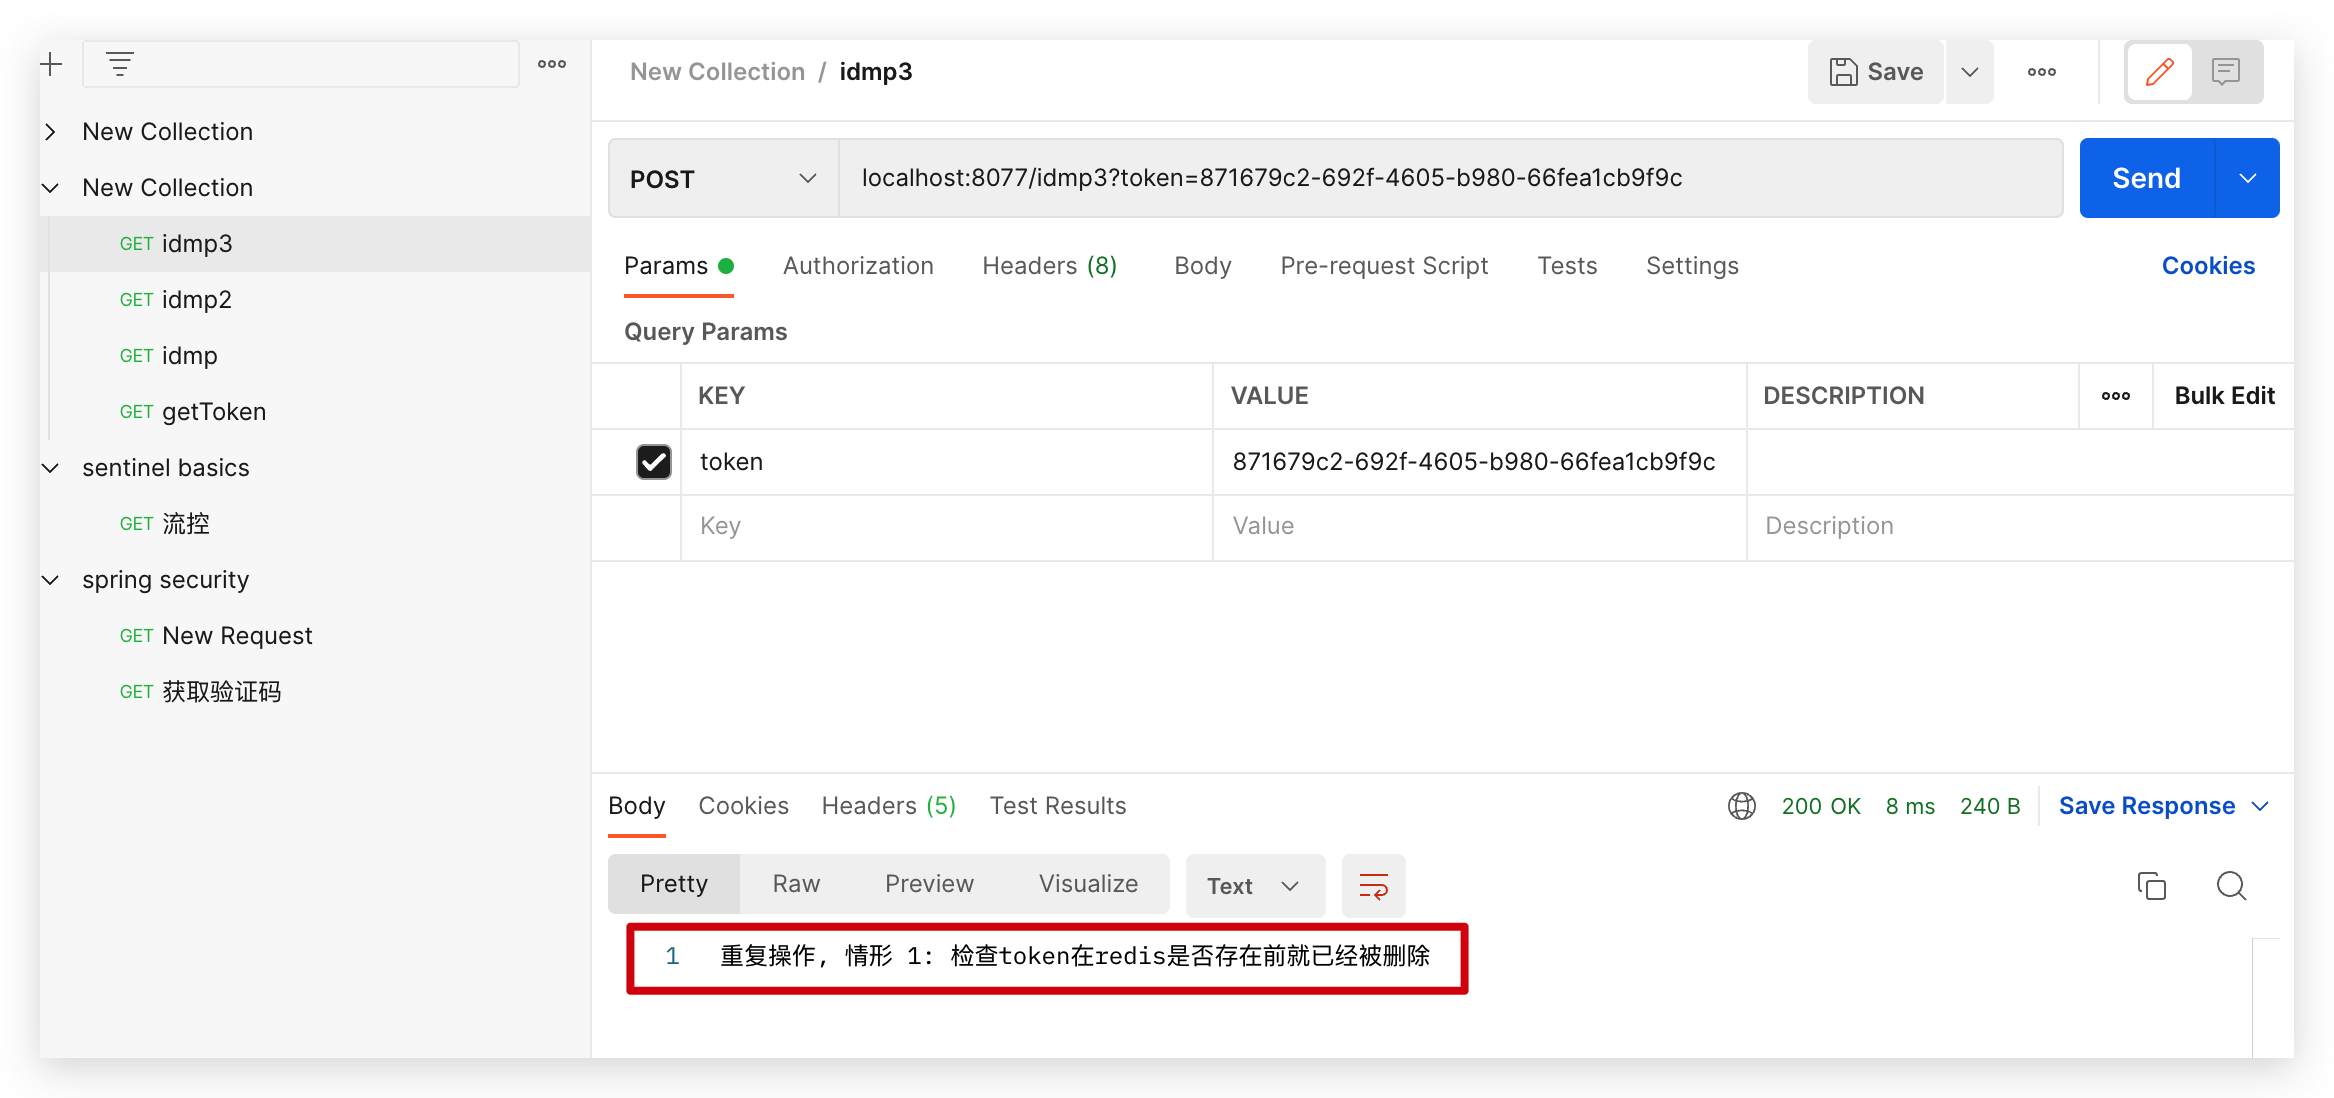 New Collection
New Collection
GET idmp3
GET idmp2
GET idmp
GET getToken
sentinel basics
GET 流控
spring security
GET New Request
GET 获取验证码
New Collection / idmp3
Save
POST
localhost:8077/idmp3?token=871679c2-692f-4605-b980-66fea1cb9f9c
Send
Params Authorization Headers (8) Body Pre-request Script Tests Settings Cookies
Query Params
KEY VALUE DESCRIPTION Bulk Edit
token 871679c2-692f-4605-b980-66fea1cb9f9c
Key Value Description
Body Cookies Headers (5) Test Results 200 OK 8 ms 240 B Save Response
Pretty Raw Preview Visualize Text
1 重复操作, 情形 1: 检查token在redis是否存在前就已经被删除